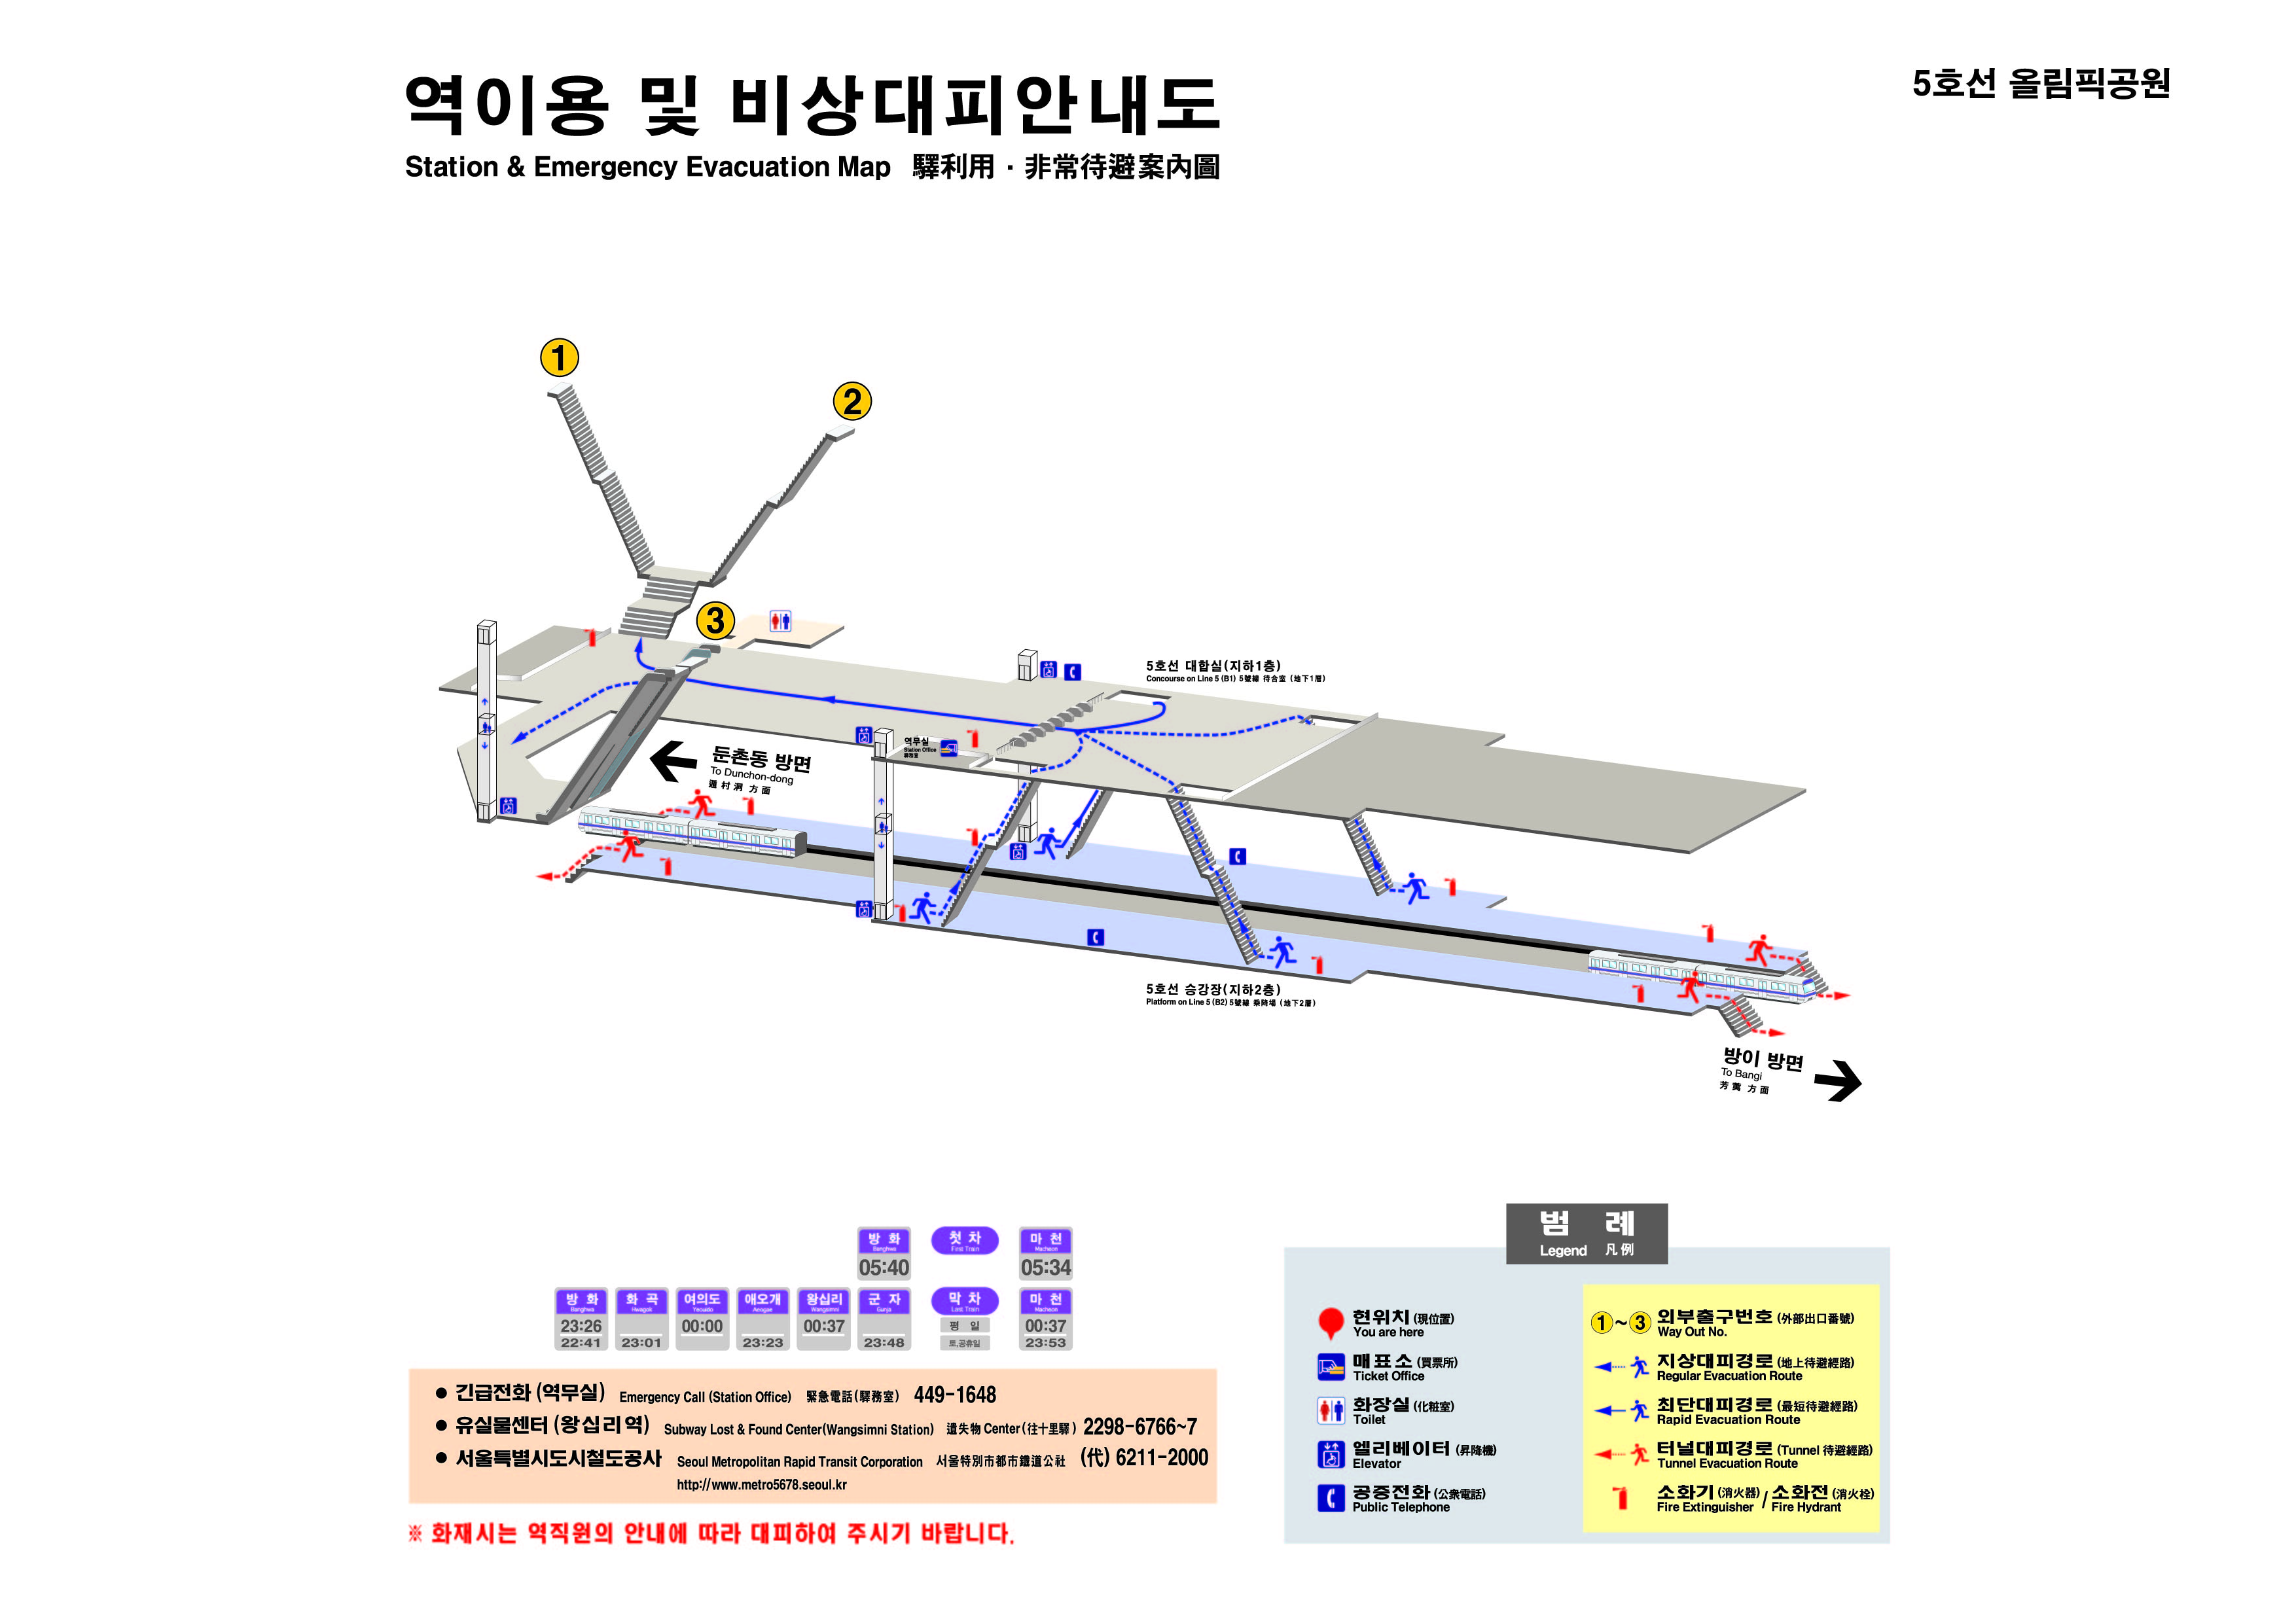 역이용 및 비상대피안내도
Station & Emergency Evacuation Map 驛利用 · 非常待避案內圖
5호선 올림픽공원
1
2
3
5호선 대합실(지하1층)
Concourse on Line 5 (B1) 5號線 待合室 (地下1層)
역무실
Station Office
驛務室
둔촌동 방면
To Dunchon-dong
遁村洞 方面
5호선 승강장(지하2층)
Platform on Line 5 (B2) 5號線 乘降場 (地下2層)
방이 방면
To Bangi
芳荑 方面
방화 첫차 마천
Banghwa First Train Macheon
05:40 05:34
방화 화곡 여의도 애오개 왕십리 군자 막차 마천
Banghwa Hwagok Yeouido Aeogae Wangsimni Gunja Last Train Macheon
23:26 00:00 00:37 평일 00:37
22:41 23:01 23:23 23:48 토,공휴일 23:53
● 긴급전화 (역무실) Emergency Call (Station Office) 緊急電話(驛務室) 449-1648
● 유실물센터 (왕십리역) Subway Lost & Found Center(Wangsimni Station) 遺失物 Center(往十里驛) 2298-6766~7
● 서울특별시도시철도공사 Seoul Metropolitan Rapid Transit Corporation 서울特別市都市鐵道公社 (代) 6211-2000
http://www.metro5678.seoul.kr
※ 화재시는 역직원의 안내에 따라 대피하여 주시기 바랍니다.
범 례
Legend 凡例
현위치 (現位置)
You are here
매표소 (買票所)
Ticket Office
화장실 (化粧室)
Toilet
엘리베이터 (昇降機)
Elevator
공중전화 (公衆電話)
Public Telephone
1~3 외부출구번호 (外部出口番號)
Way Out No.
지상대피경로 (地上待避經路)
Regular Evacuation Route
최단대피경로 (最短待避經路)
Rapid Evacuation Route
터널대피경로 (Tunnel 待避經路)
Tunnel Evacuation Route
소화기 (消火器) / 소화전 (消火栓)
Fire Extinguisher / Fire Hydrant